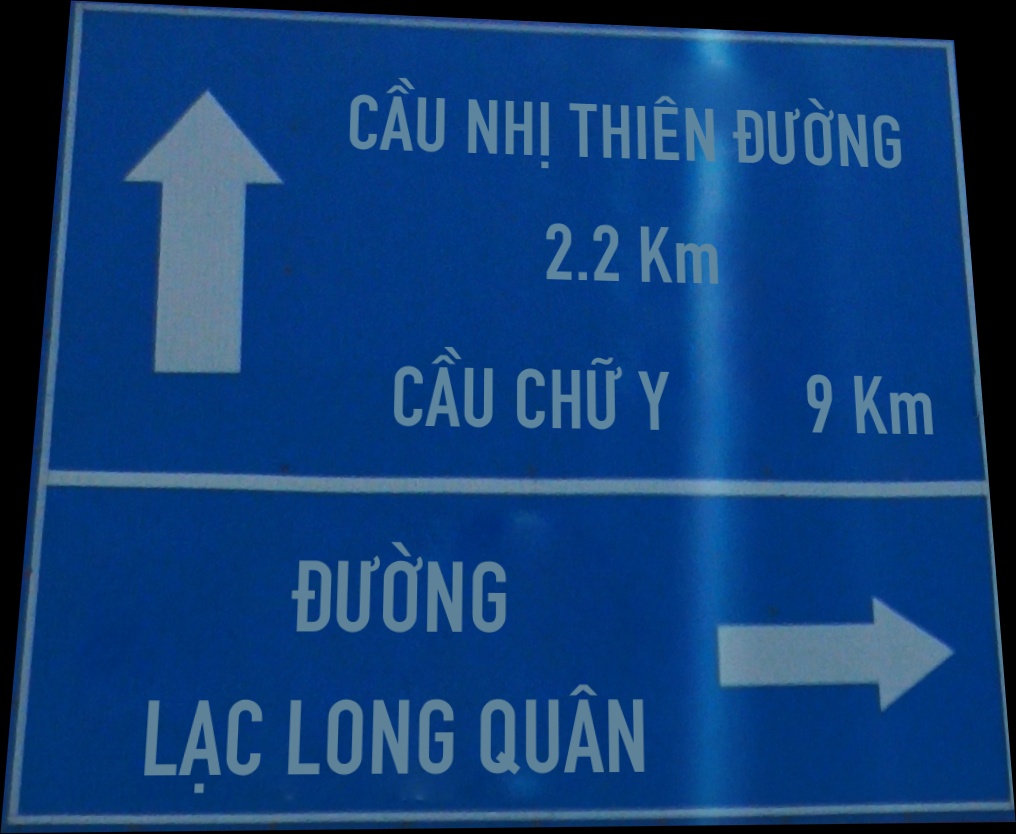 CẦU NHỊ THIÊN ĐƯỜNG
2.2 Km
CẦU CHỮ Y 9 Km
ĐƯỜNG
LẠC LONG QUÂN